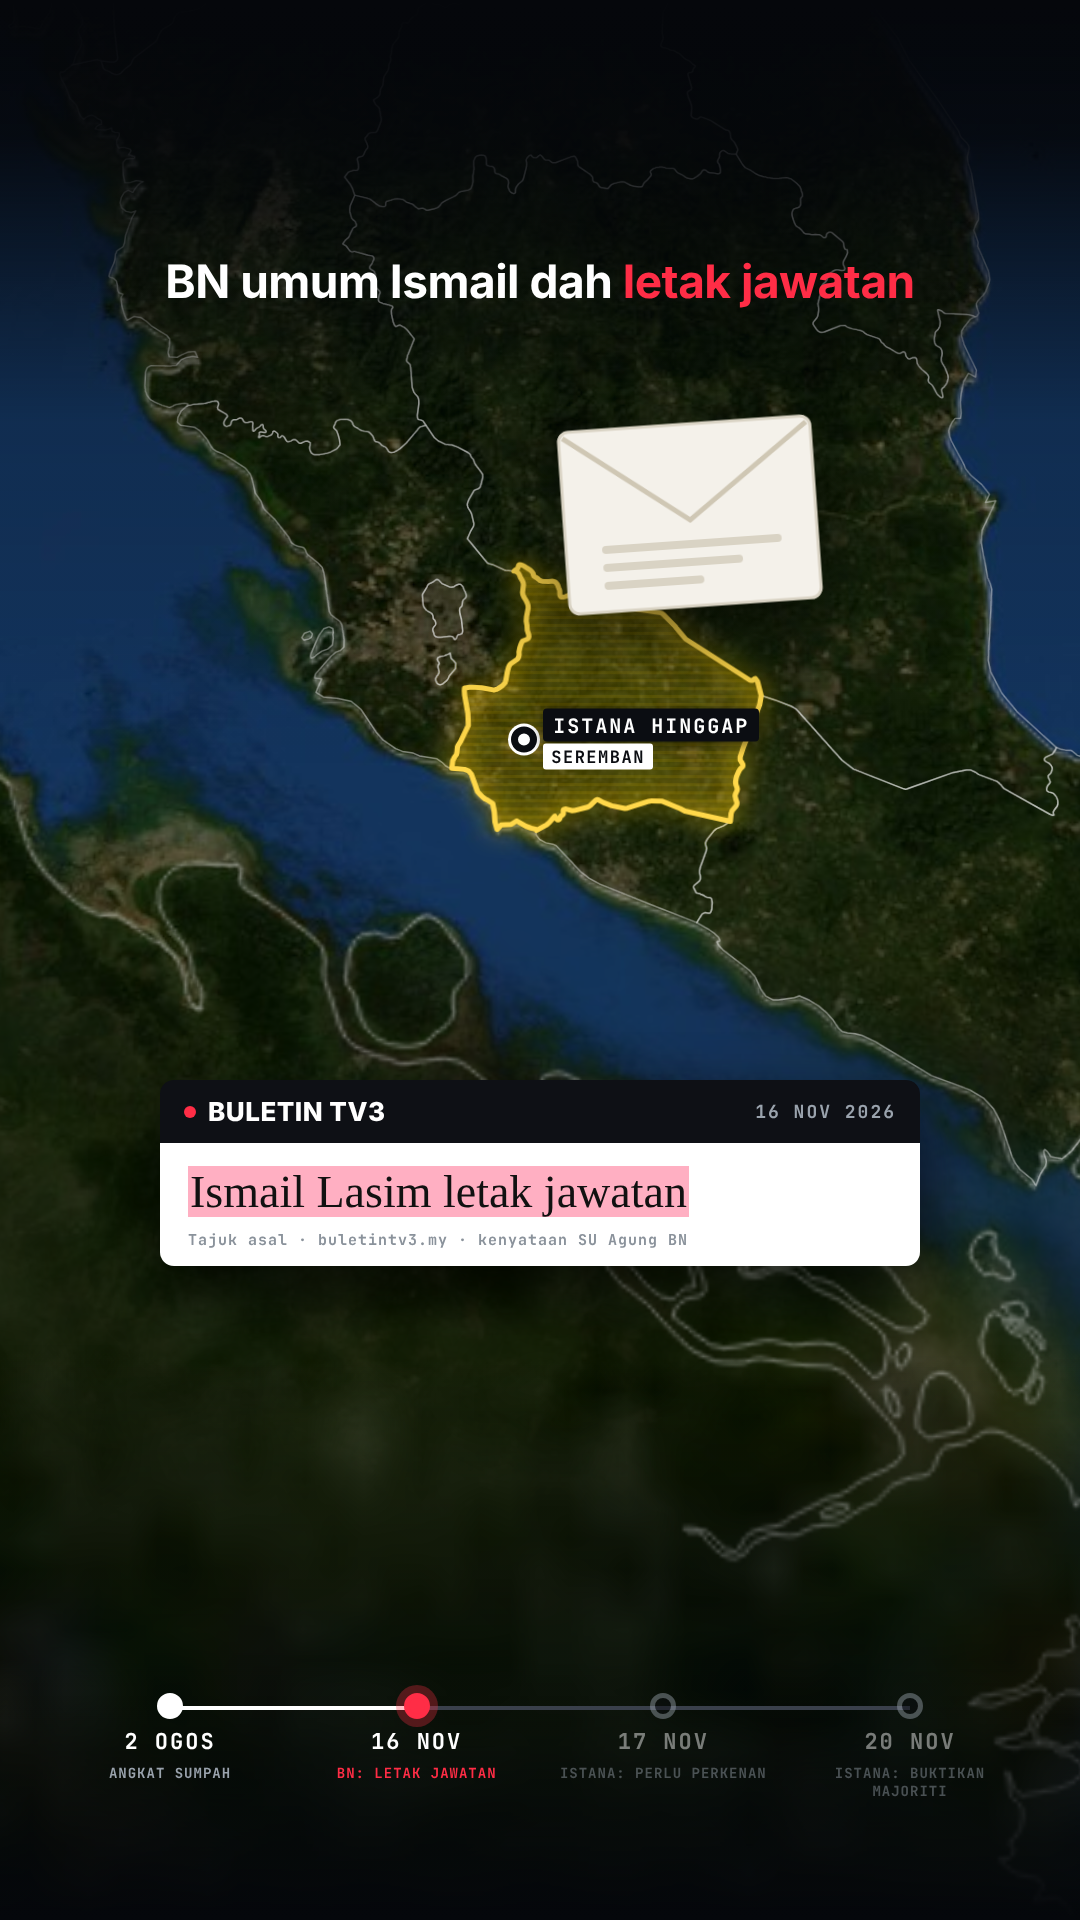 BN umum Ismail dah letak jawatan
ISTANA HINGGAP
SEREMBAN
BULETIN TV3
16 NOV 2026
Ismail Lasim letak jawatan
Tajuk asal · buletintv3.my · kenyataan SU Agung BN
2 OGOS
ANGKAT SUMPAH
16 NOV
BN: LETAK JAWATAN
17 NOV
ISTANA: PERLU PERKENAN
20 NOV
ISTANA: BUKTIKAN
MAJORITI